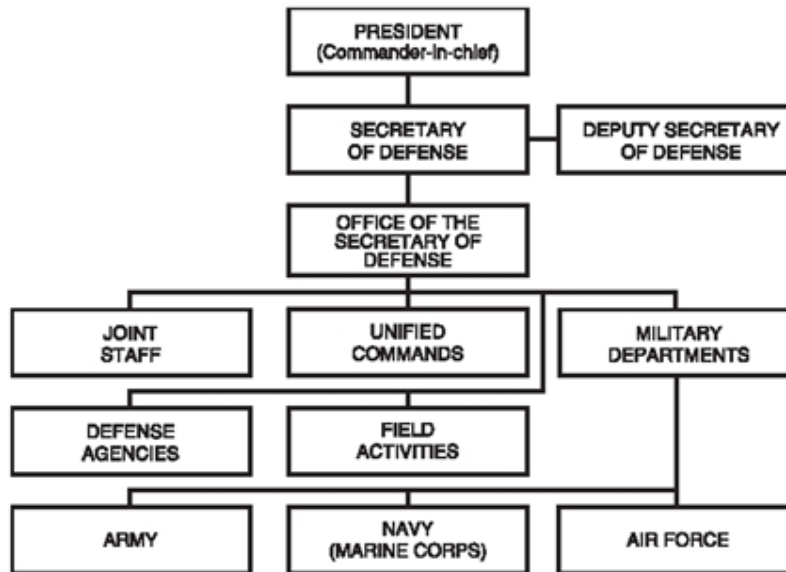 PRESIDENT
(Commander-in-chief)
SECRETARY
OF DEFENSE
DEPUTY SECRETARY
OF DEFENSE
OFFICE OF THE
SECRETARY OF
DEFENSE
JOINT
STAFF
UNIFIED
COMMANDS
MILITARY
DEPARTMENTS
DEFENSE
AGENCIES
FIELD
ACTIVITIES
ARMY
NAVY
(MARINE CORPS)
AIR FORCE